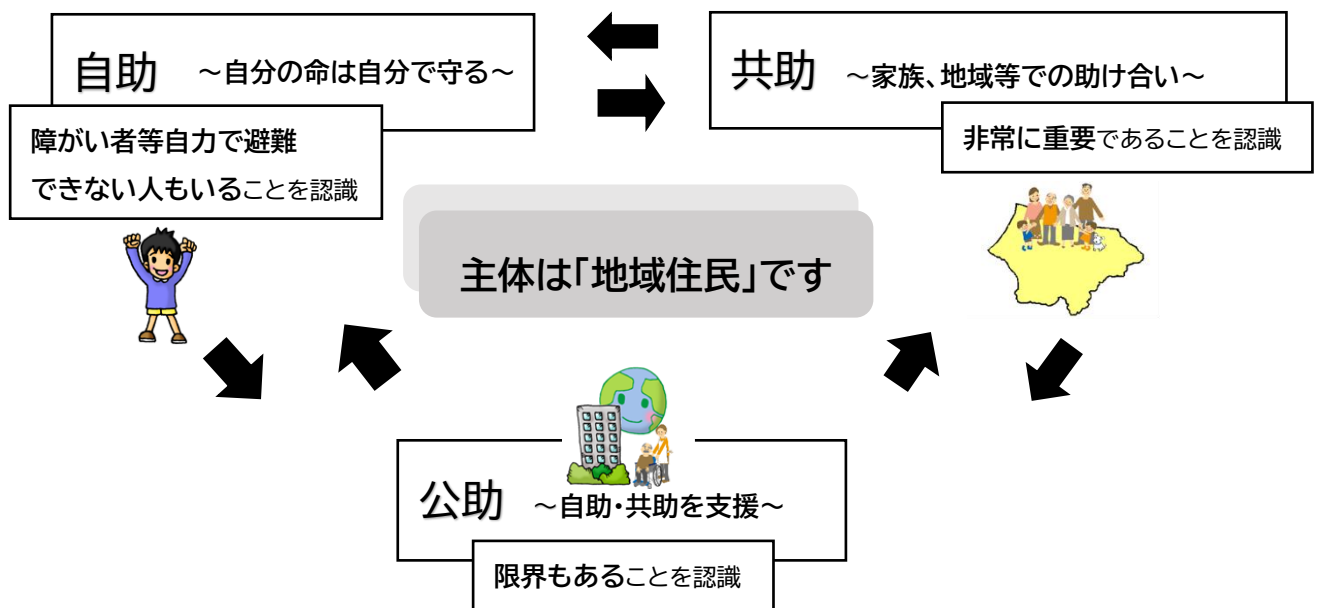 自助 ～自分の命は自分で守る～
障がい者等自力で避難
できない人もいることを認識
共助 ～家族、地域等での助け合い～
非常に重要であることを認識
主体は「地域住民」です
公助 ～自助・共助を支援～
限界もあることを認識